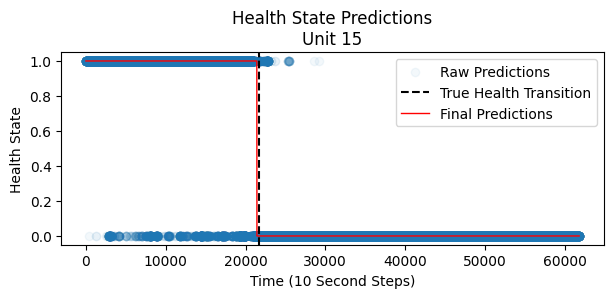 Health State Predictions
Unit 15
1.0
0.8
0.6
0.4
0.2
0.0
Health State
Raw Predictions
True Health Transition
Final Predictions
0
10000
20000
30000
40000
50000
60000
Time (10 Second Steps)